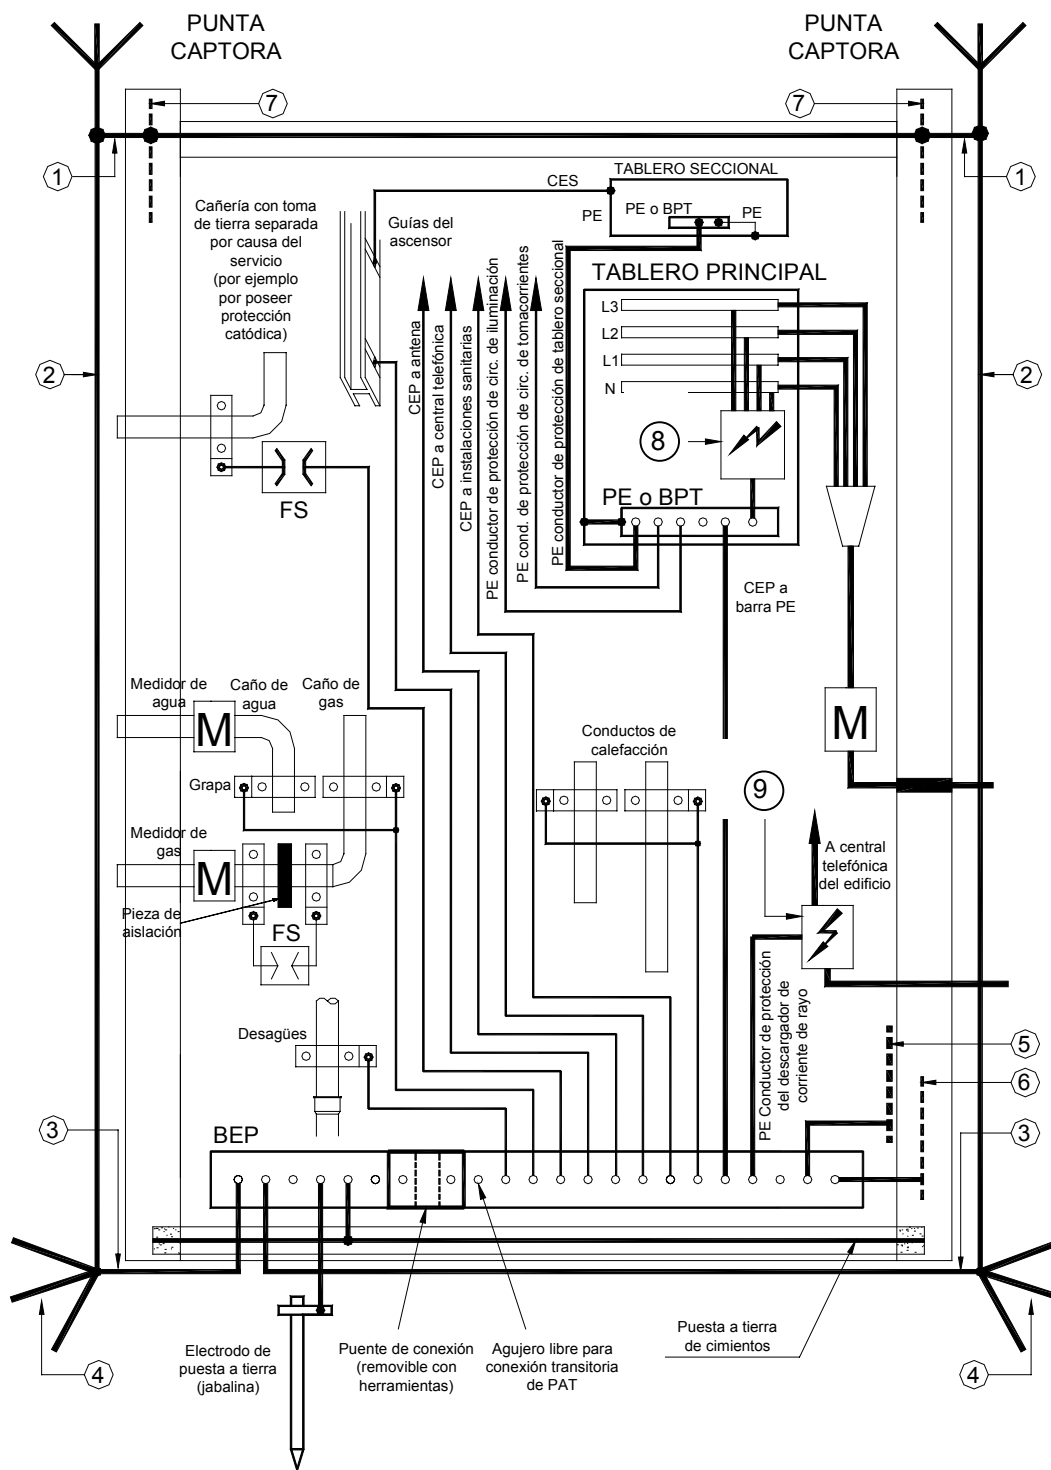 PUNTA
CAPTORA
PUNTA
CAPTORA
7
7
1
1
TABLERO SECCIONAL
CES
PE
PE o BPT
PE
Cañería con toma
de tierra separada
por causa del
servicio
(por ejemplo
por poseer
protección
catódica)
Guías del
ascensor
TABLERO PRINCIPAL
L3
L2
L1
N
2
2
CEP a antena
CEP a central telefónica
CEP a instalaciones sanitarias
PE conductor de protección de circ. de iluminación
PE cond. de protección de circ. de tomacorrientes
PE conductor de protección de tablero seccional
8
FS
PE o BPT
CEP a
barra PE
Medidor de
agua
Caño de
agua
Caño de
gas
M
M
Conductos de
calefacción
Grapa
9
Medidor de
gas
M
A central
telefónica
del edificio
Pieza de
aislación
FS
PE Conductor de protección
del descargador de
corriente de rayo
Desagües
5
6
3
3
BEP
4
4
Electrodo de
puesta a tierra
(jabalina)
Puente de conexión
(removible con
herramientas)
Agujero libre para
conexión transitoria
de PAT
Puesta a tierra
de cimientos